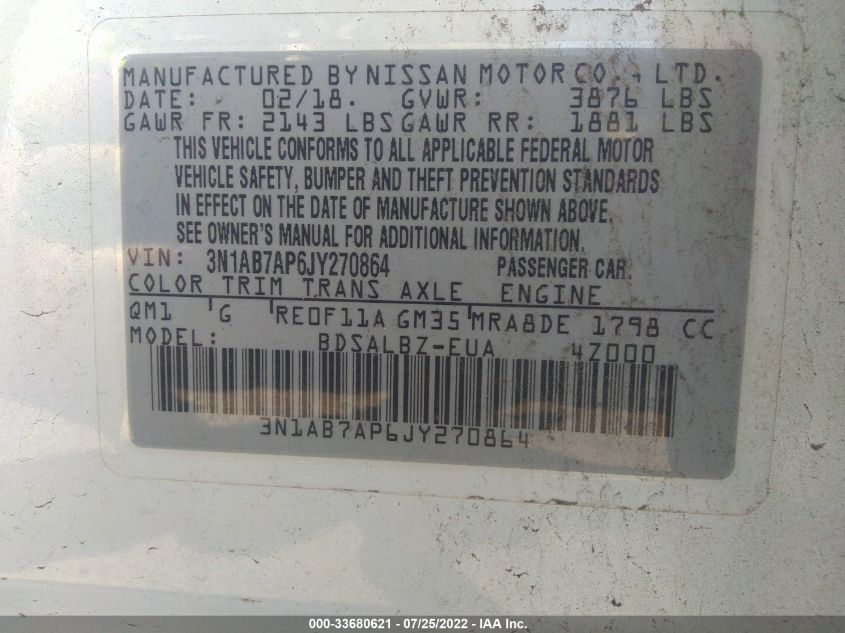 MANUFACTURED BY NISSAN MOTOR CO., LTD.
DATE: 02/18. GVWR: 3876 LBS
GAWR FR: 2143 LBS GAWR RR: 1881 LBS
THIS VEHICLE CONFORMS TO ALL APPLICABLE FEDERAL MOTOR
VEHICLE SAFETY, BUMPER AND THEFT PREVENTION STANDARDS
IN EFFECT ON THE DATE OF MANUFACTURE SHOWN ABOVE.
SEE OWNER'S MANUAL FOR ADDITIONAL INFORMATION.
VIN: 3N1AB7AP6JY270864 PASSENGER CAR.
COLOR TRIM TRANS AXLE ENGINE
QM1 G RE0F11A GM35 MRA8DE 1798 CC
MODEL: BDSALBZ-EUA 4Z000
3N1AB7AP6JY270864
000-33680621 - 07/25/2022 - IAA Inc.